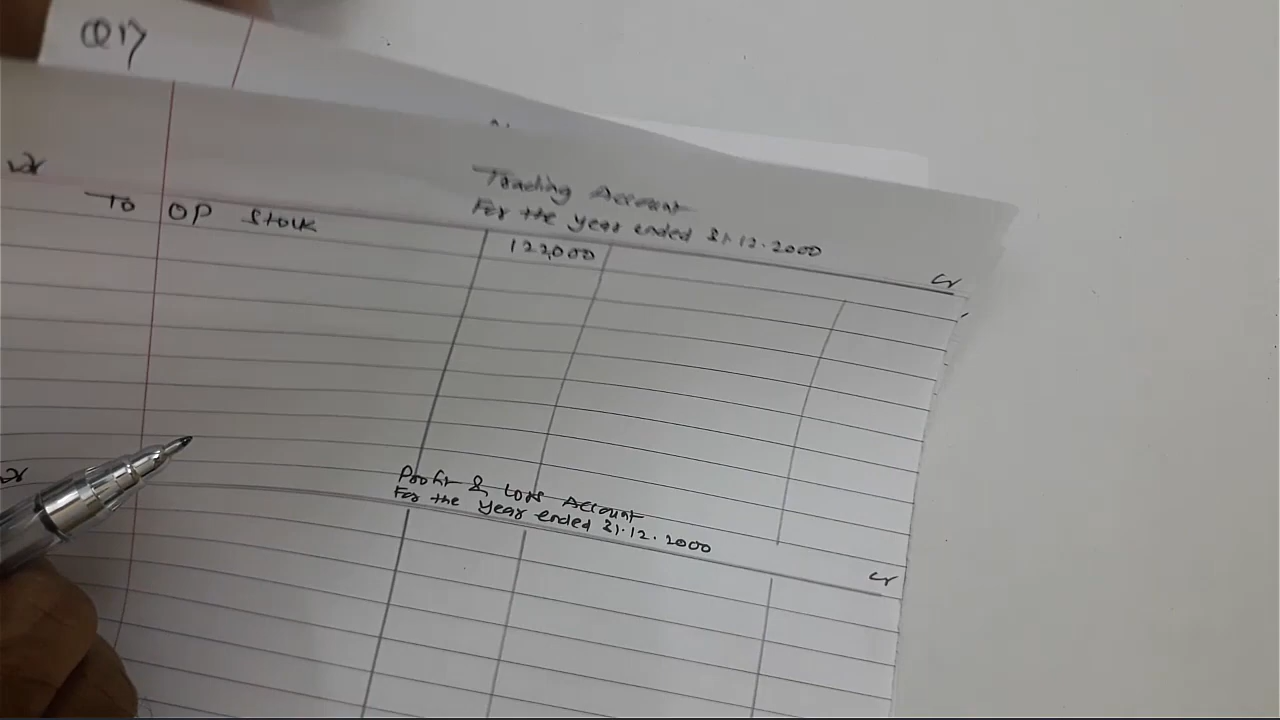 Q1)
Dr
Trading Account
For the year ended 31.12.2000
Cr
To OP Stock 122,000
Dr
Profit & Loss Account
For the year ended 31.12.2000
Cr